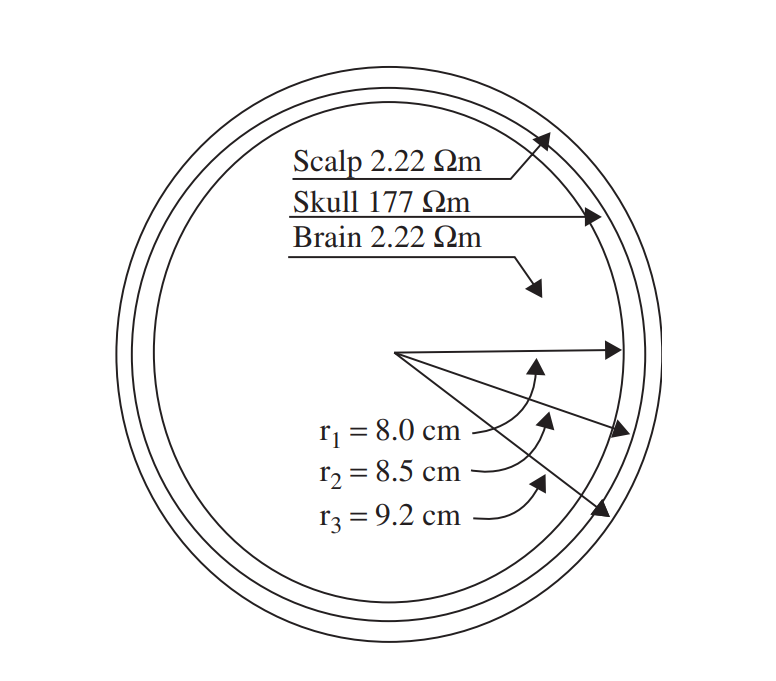 Scalp 2.22 Ωm
Skull 177 Ωm
Brain 2.22 Ωm
r₁ = 8.0 cm
r₂ = 8.5 cm
r₃ = 9.2 cm